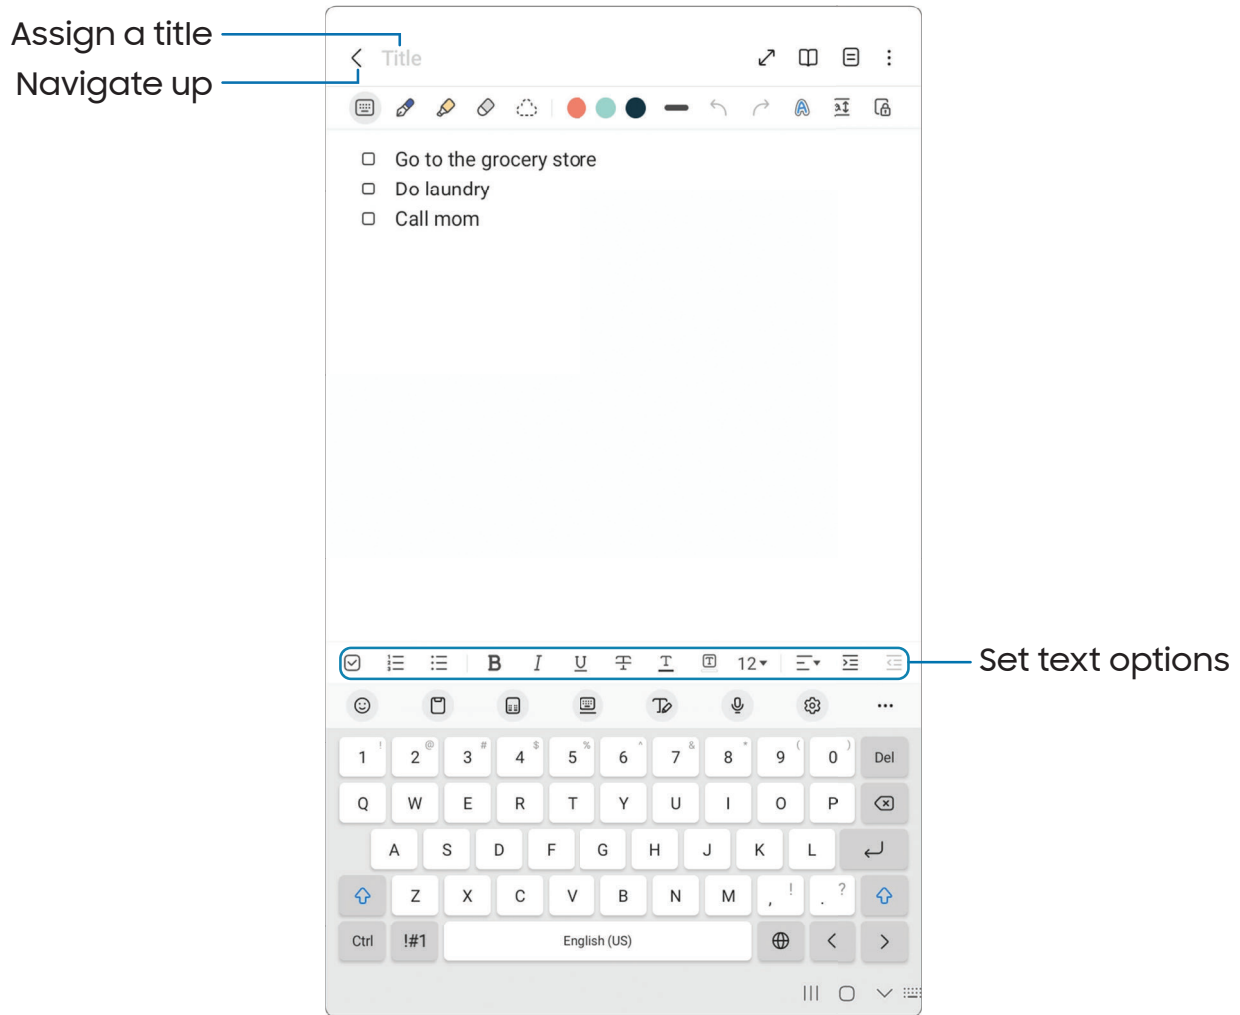 Assign a title
Navigate up
Title
Go to the grocery store
Do laundry
Call mom
B I U T T T 12
Set text options
1 ! 2 @ 3 # 4 $ 5 % 6 ^ 7 & 8 * 9 ( 0 ) Del
Q W E R T Y U I O P
A S D F G H J K L
Z X C V B N M , ! . ?
Ctrl !#1 English (US) < >